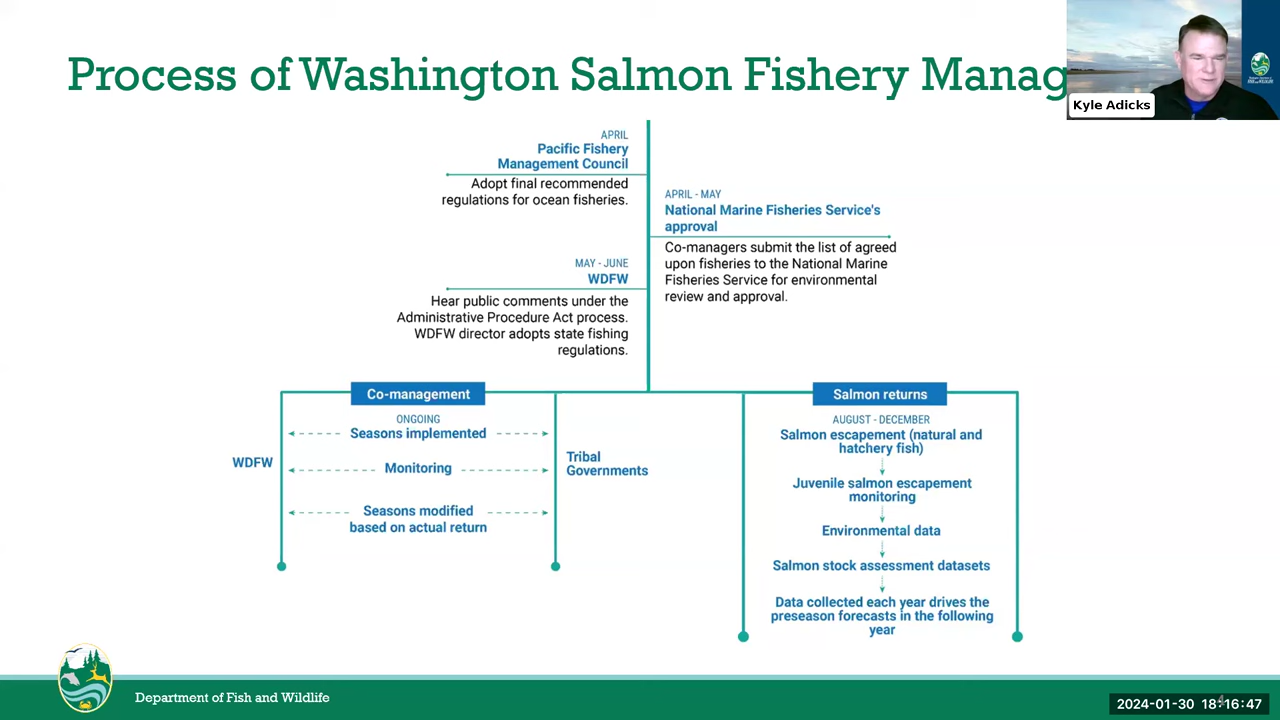 Process of Washington Salmon Fishery Manag
Kyle Adicks
APRIL
Pacific Fishery
Management Council
Adopt final recommended
regulations for ocean fisheries.
APRIL - MAY
National Marine Fisheries Service's
approval
Co-managers submit the list of agreed
upon fisheries to the National Marine
Fisheries Service for environmental
review and approval.
MAY - JUNE
WDFW
Hear public comments under the
Administrative Procedure Act process.
WDFW director adopts state fishing
regulations.
Co-management
ONGOING
Seasons implemented
WDFW
Monitoring
Tribal
Governments
Seasons modified
based on actual return
Salmon returns
AUGUST - DECEMBER
Salmon escapement (natural and
hatchery fish)
Juvenile salmon escapement
monitoring
Environmental data
Salmon stock assessment datasets
Data collected each year drives the
preseason forecasts in the following
year
Department of Fish and Wildlife
2024-01-30 18:16:47